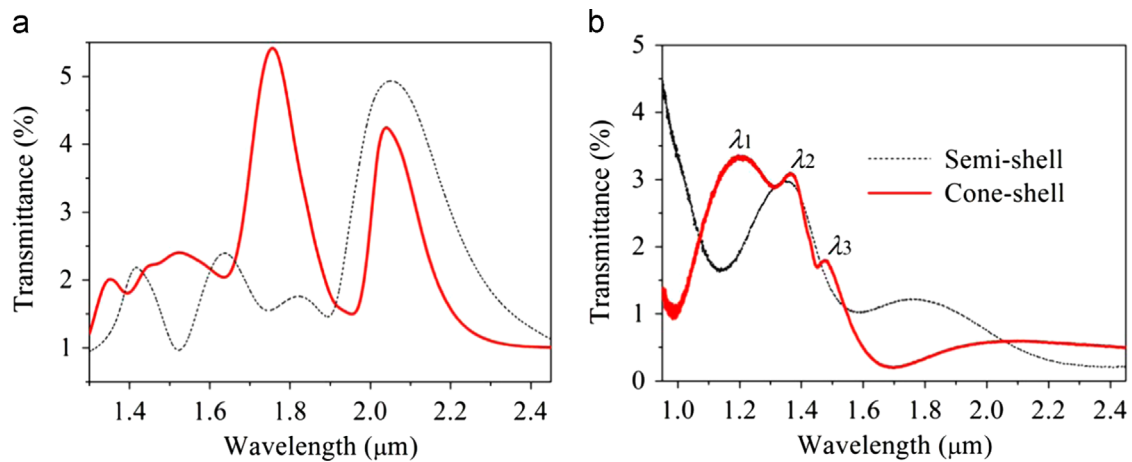 a
Transmittance (%)
5
4
3
2
1
1.4 1.6 1.8 2.0 2.2 2.4
Wavelength (μm)
b
Transmittance (%)
5
4
3
2
1
0
λ1
λ2
λ3
Semi-shell
Cone-shell
1.0 1.2 1.4 1.6 1.8 2.0 2.2 2.4
Wavelength (μm)